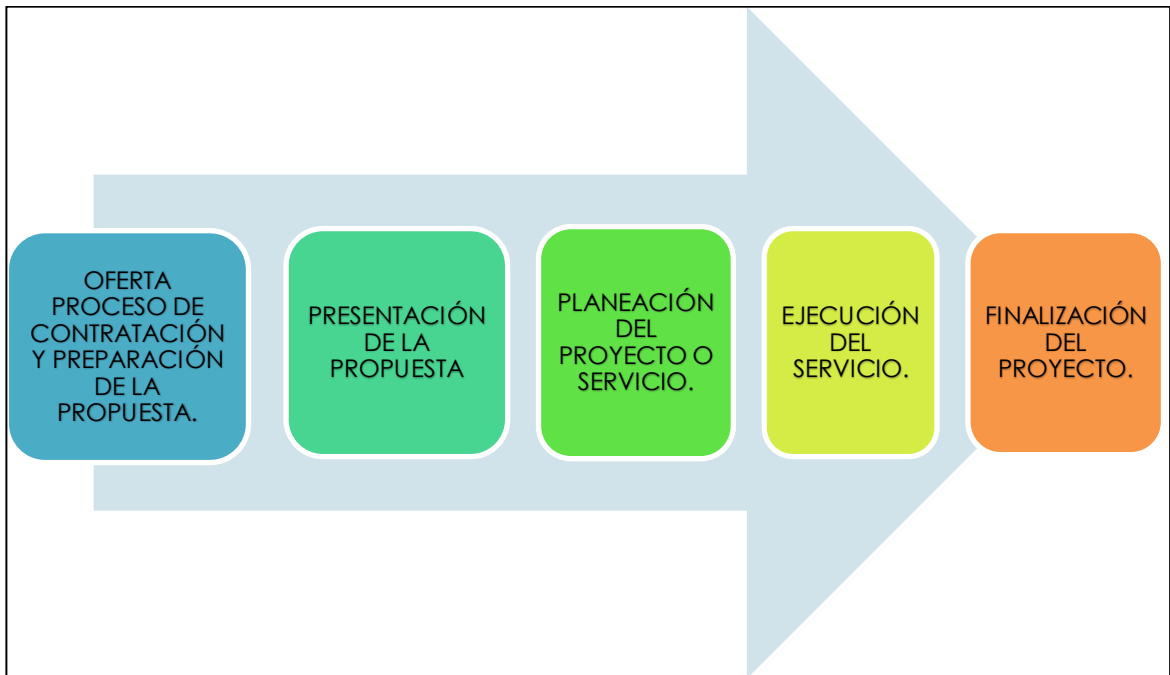 OFERTA
PROCESO DE
CONTRATACIÓN
Y PREPARACIÓN
DE LA
PROPUESTA.
PRESENTACIÓN
DE LA
PROPUESTA
PLANEACIÓN
DEL
PROYECTO O
SERVICIO.
EJECUCIÓN
DEL
SERVICIO.
FINALIZACIÓN
DEL
PROYECTO.